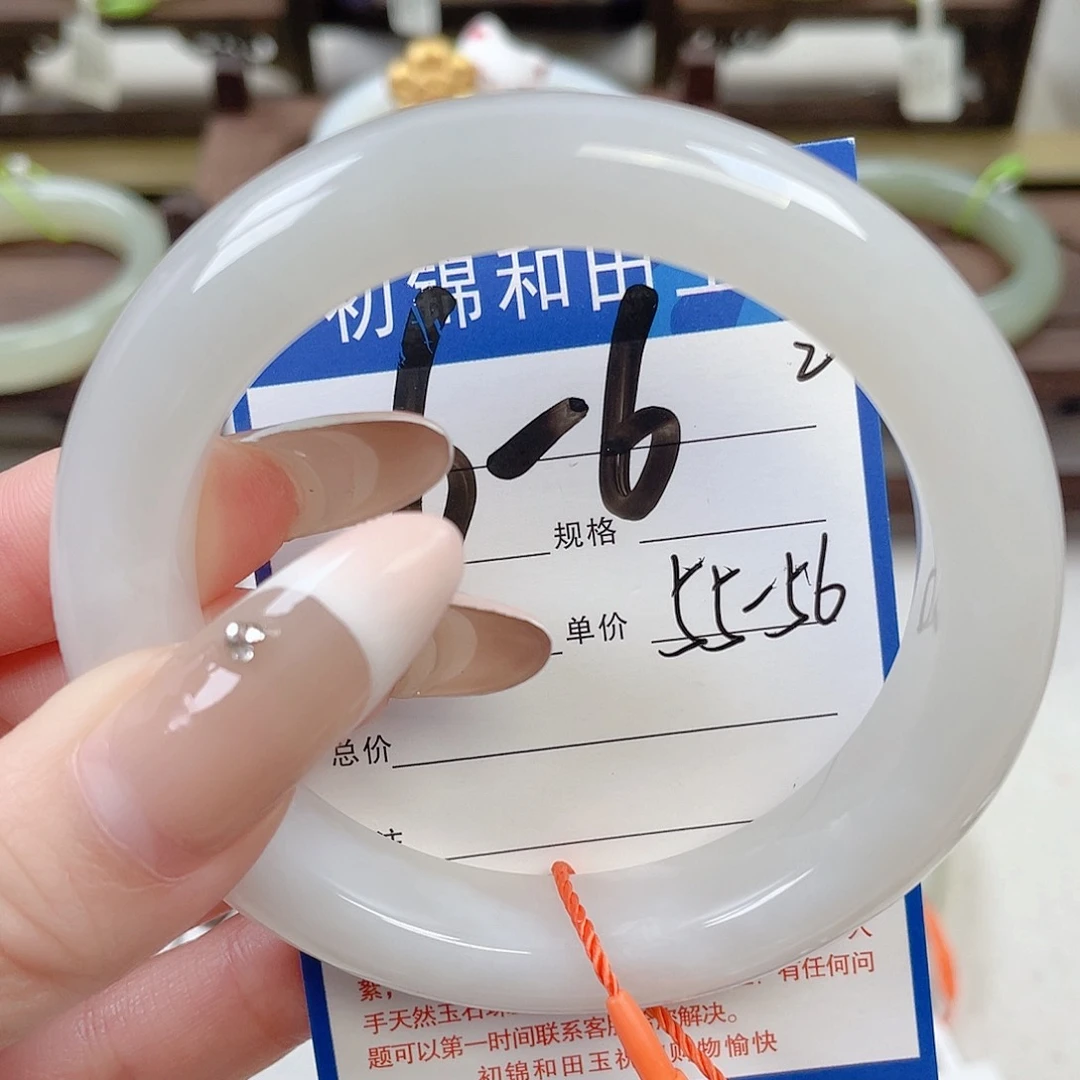 初锦和田玉
6-6
规格
单价 55-56
总价
有任何问
手天然玉石
题可以第一时间联系客服 解决。
初锦和田玉祝 购物愉快